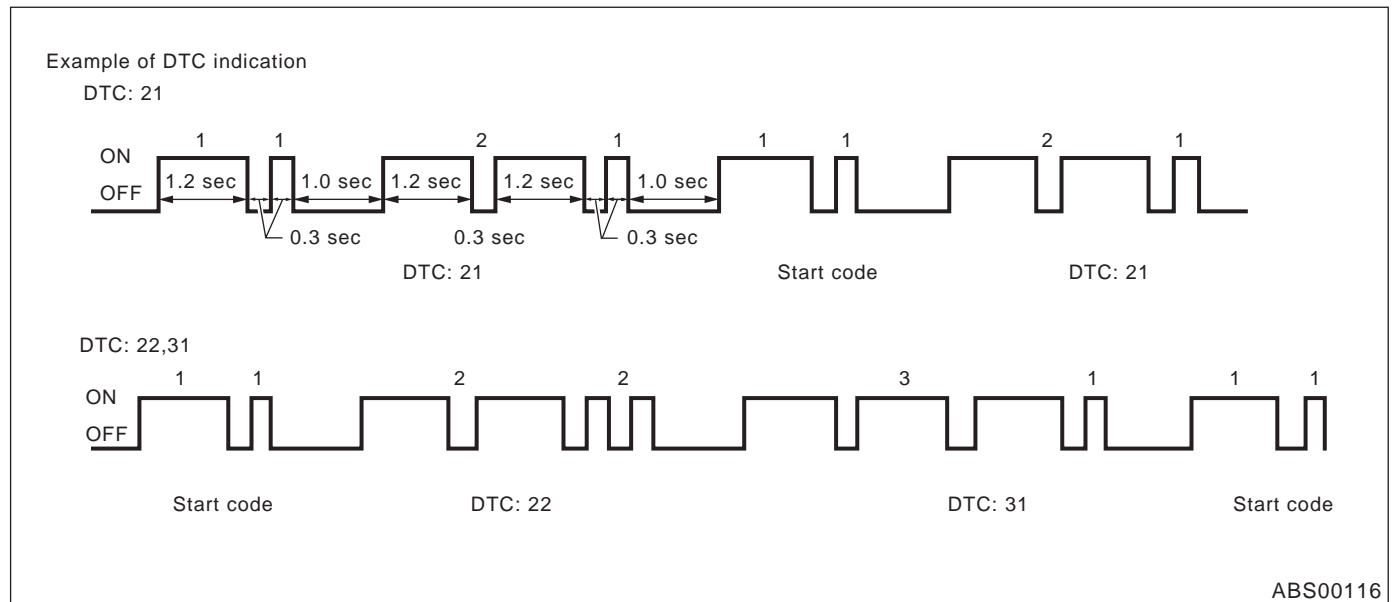 Example of DTC indication
DTC: 21
1 1 2 1 1 1 2 1
ON
OFF 1.2 sec 1.0 sec 1.2 sec 1.2 sec 1.0 sec
0.3 sec 0.3 sec 0.3 sec
DTC: 21 Start code DTC: 21
DTC: 22,31
1 1 2 2 3 1 1 1
ON
OFF
Start code DTC: 22 DTC: 31 Start code
ABS00116